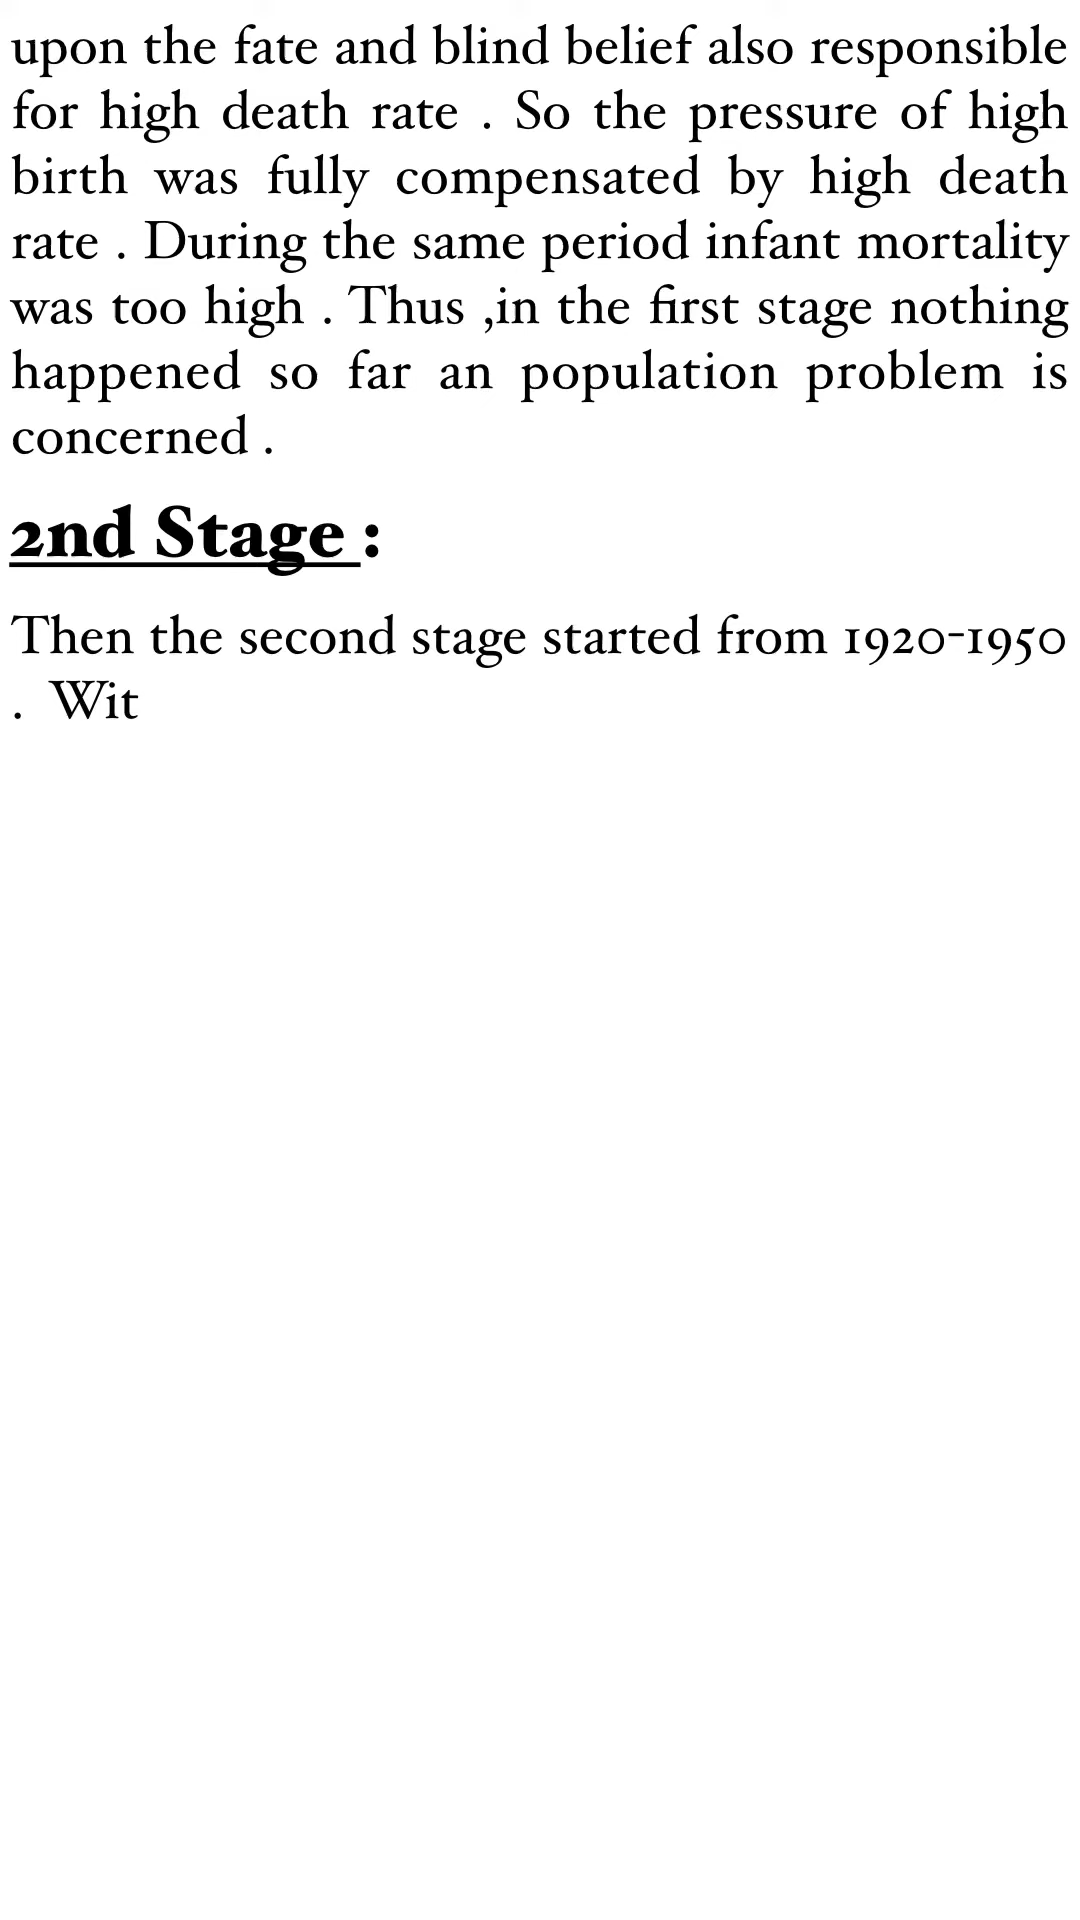 upon the fate and blind belief also responsible
for high death rate . So the pressure of high
birth was fully compensated by high death
rate . During the same period infant mortality
was too high . Thus ,in the first stage nothing
happened so far an population problem is
concerned .
2nd Stage :
Then the second stage started from 1920-1950
. Wit